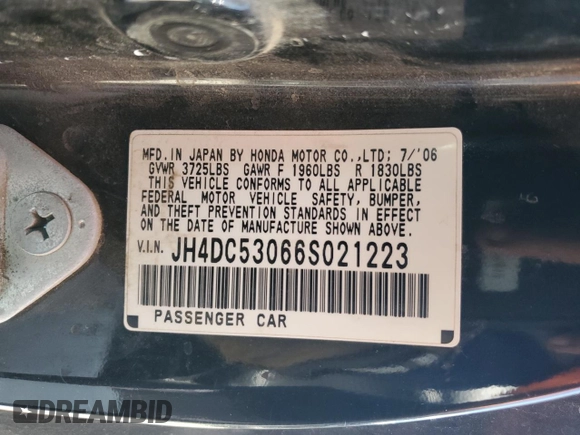 MFD.IN JAPAN BY HONDA MOTOR CO.,LTD; 7/'06
GVWR 3725LBS GAWR F 1960LBS R 1830LBS
THIS VEHICLE CONFORMS TO ALL APPLICABLE
FEDERAL MOTOR VEHICLE SAFETY, BUMPER,
AND THEFT PREVENTION STANDARDS IN EFFECT
ON THE DATE OF MANUFACTURE SHOWN ABOVE.
V.I.N. JH4DC53066S021223
PASSENGER CAR
DREAMBID